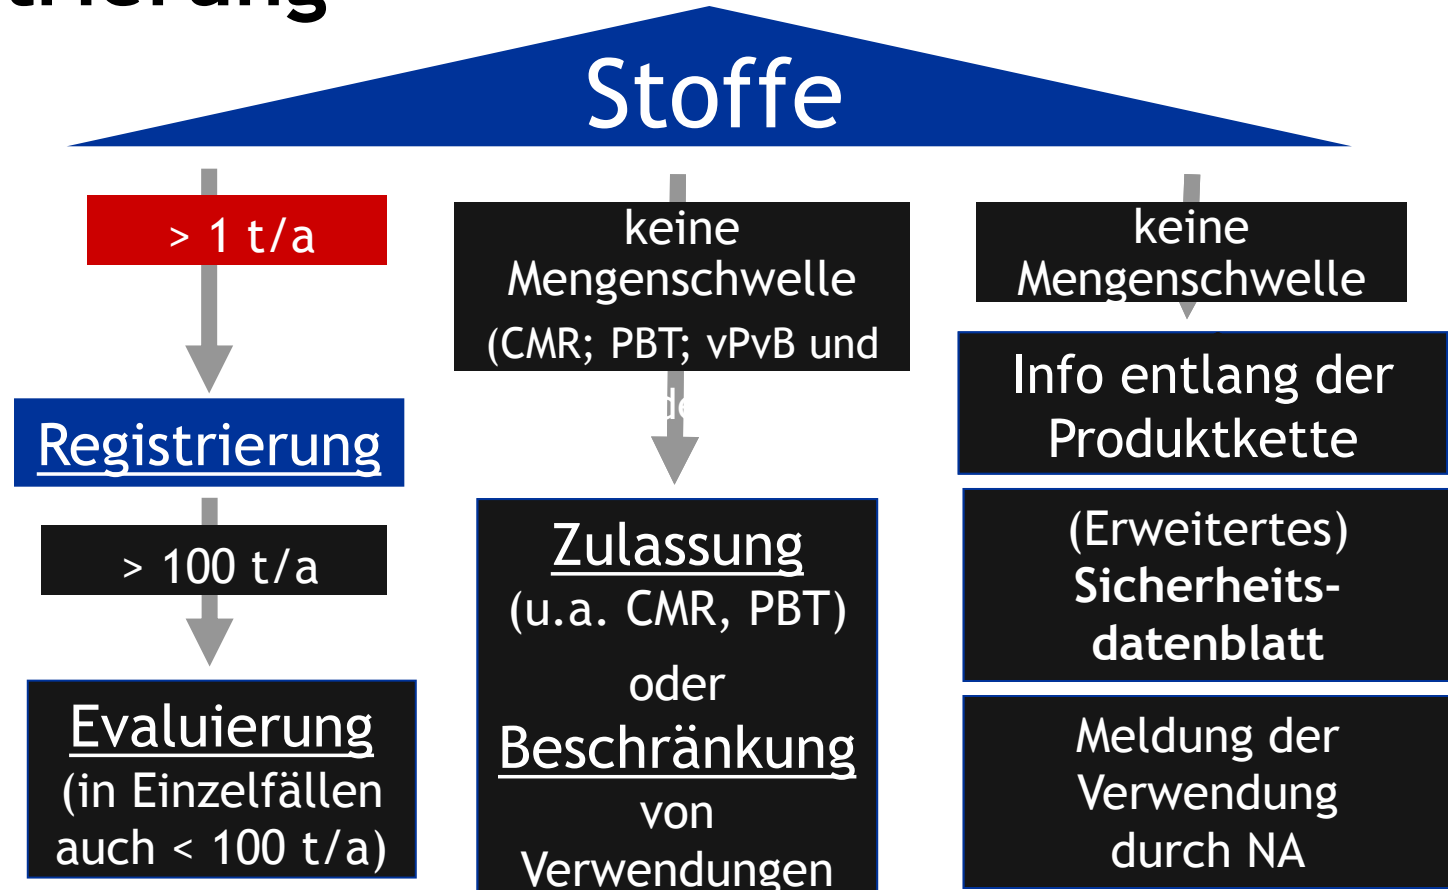 trierung
Stoffe
> 1 t/a
Registrierung
> 100 t/a
Evaluierung
(in Einzelfällen
auch < 100 t/a)
keine
Mengenschwelle
(CMR; PBT; vPvB und
Zulassung
(u.a. CMR, PBT)
oder
Beschränkung
von
Verwendungen
keine
Mengenschwelle
Info entlang der
Produktkette
(Erweitertes)
Sicherheits-
datenblatt
Meldung der
Verwendung
durch NA